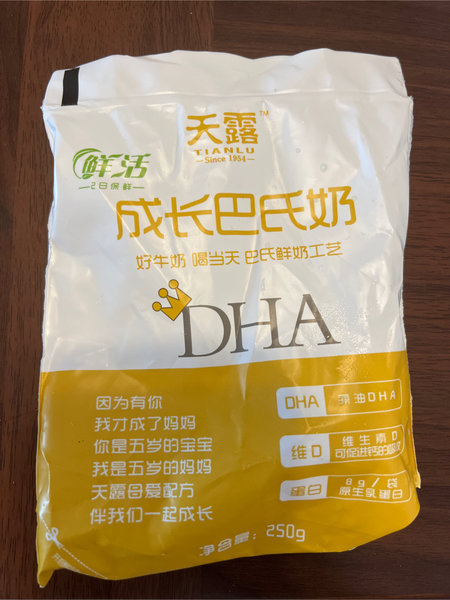 天露™
TIANLU
Since 1954
鲜活
2日保鲜
成长巴氏奶
好牛奶 喝当天 巴氏鲜奶工艺
DHA
因为有你
我才成了妈妈
你是五岁的宝宝
我是五岁的妈妈
天露母爱配方
伴我们一起成长
DHA 藻油DHA
维D 维生素D
可促进钙的吸收
蛋白 8g/袋
原生乳蛋白
净含量：250g